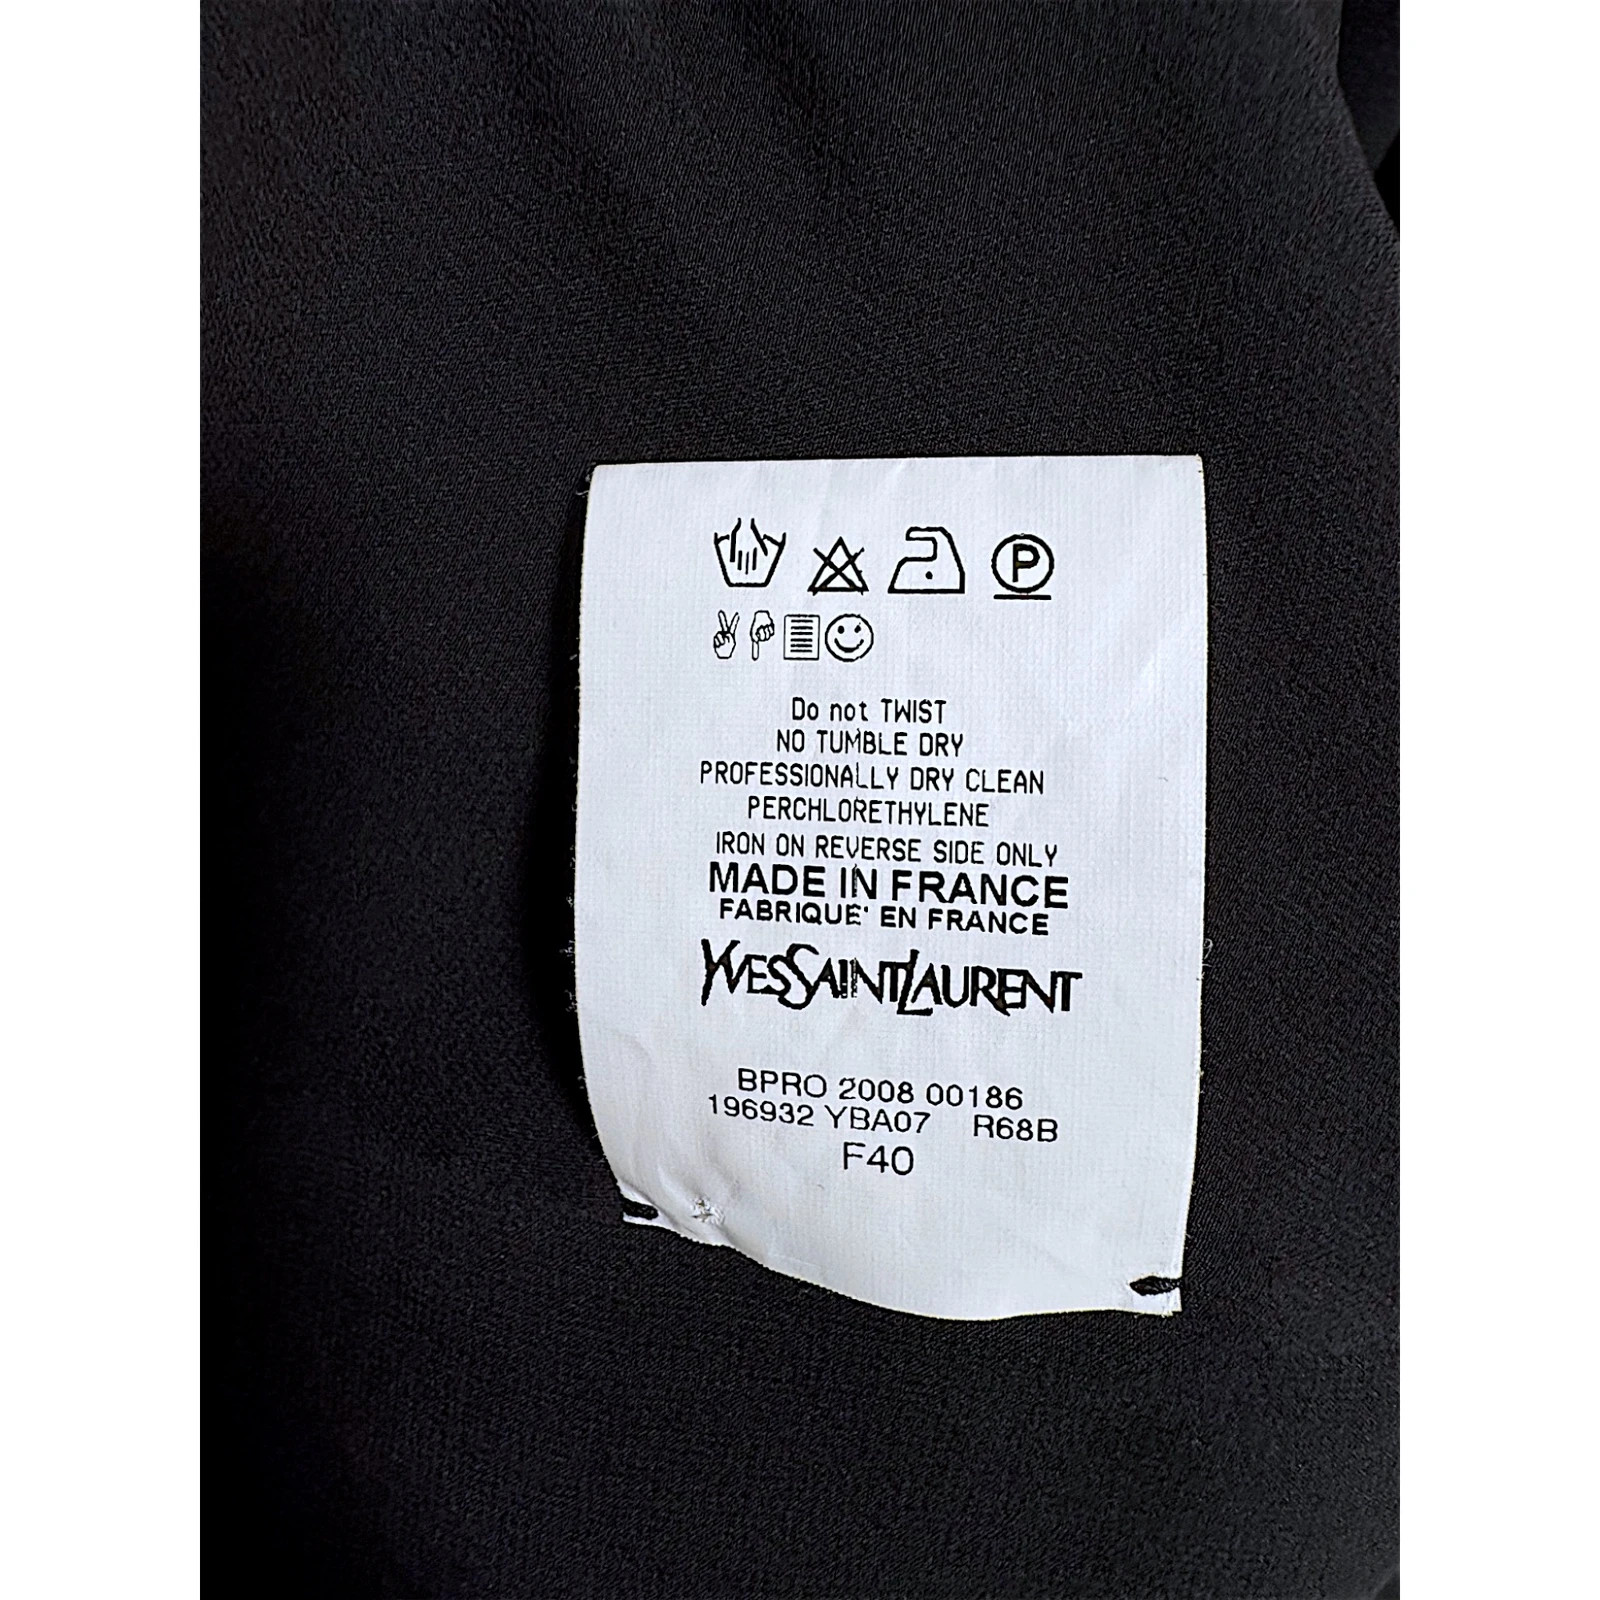 P
Do not TWIST
NO TUMBLE DRY
PROFESSIONALLY DRY CLEAN
PERCHLORETHYLENE
IRON ON REVERSE SIDE ONLY
MADE IN FRANCE
FABRIQUE' EN FRANCE
YVESSAINTLAURENT
BPRO 2008 00186
196932 YBA07 R68B
F40